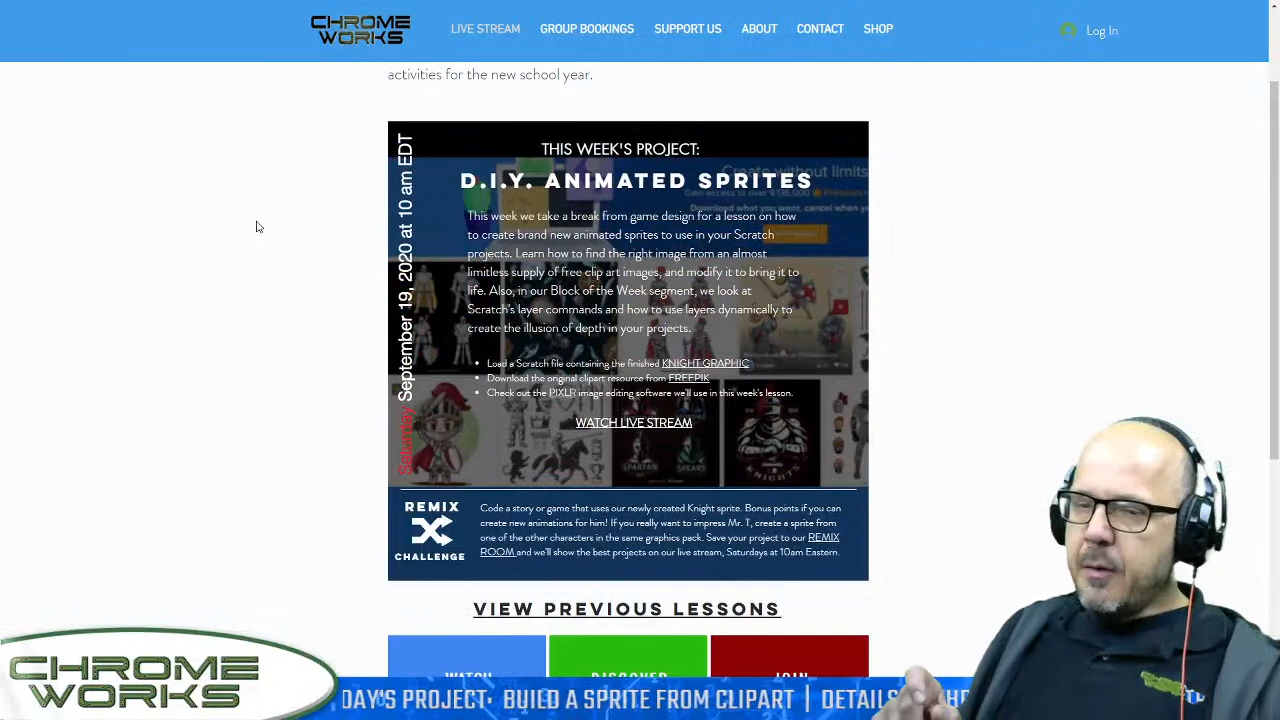 CHROME
WORKS
LIVE STREAM
GROUP BOOKINGS
SUPPORT US
ABOUT
CONTACT
SHOP
Log In
activities for the new school year.
Saturday September 19, 2020 at 10 am EDT
THIS WEEK'S PROJECT:
D.I.Y. ANIMATED SPRITES
This week we take a break from game design for a lesson on how
to create brand new animated sprites to use in your Scratch
projects. Learn how to find the right image from an almost
limitless supply of free clip art images, and modify it to bring it to
life. Also, in our Block of the Week segment, we look at
Scratch's layer commands and how to use layers dynamically to
create the illusion of depth in your projects.
• Load a Scratch file containing the finished KNIGHT GRAPHIC
• Download the original clipart resource from FREEPIK
• Check out the PIXLR image editing software we'll use in this week's lesson.
WATCH LIVE STREAM
Create without limits
SPARTAN
SPEARS
KNIGHTS
REMIX
CHALLENGE
Code a story or game that uses our newly created Knight sprite. Bonus points if you can
create new animations for him! If you really want to impress Mr. T, create a sprite from
one of the other characters in the same graphics pack. Save your project to our REMIX
ROOM and we'll show the best projects on our live stream, Saturdays at 10am Eastern.
VIEW PREVIOUS LESSONS
WATCH
DISCOVER
JOIN
CHROME
WORKS
DAY'S PROJECT: BUILD A SPRITE FROM CLIPART | DETAILS